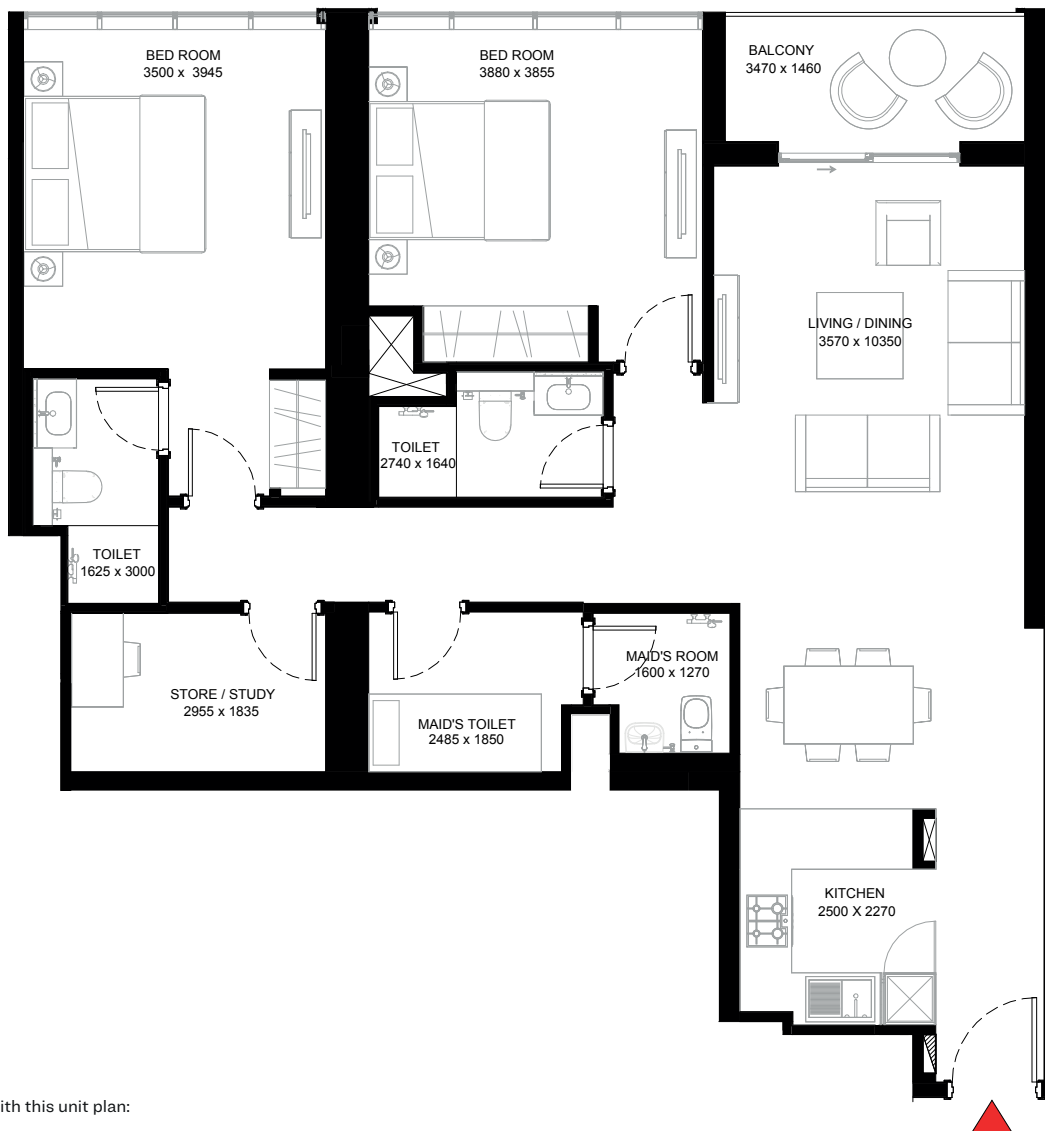 BED ROOM
3500 x 3945
BED ROOM
3880 x 3855
BALCONY
3470 x 1460
LIVING / DINING
3570 x 10350
TOILET
2740 x 1640
TOILET
1625 x 3000
MAID'S ROOM
1600 x 1270
STORE / STUDY
2955 x 1835
MAID'S TOILET
2485 x 1850
KITCHEN
2500 X 2270
ith this unit plan: